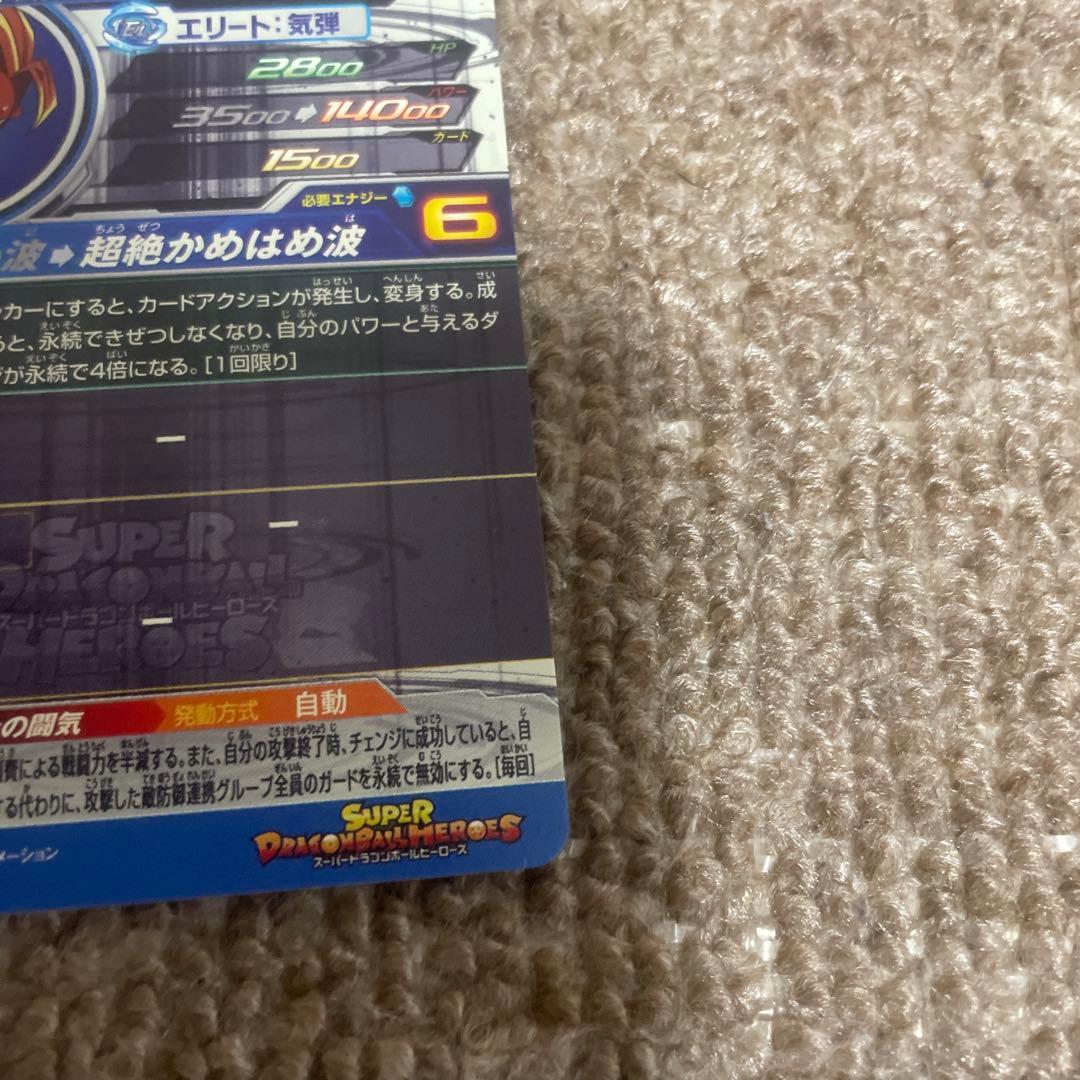 エリート:気弾
HP
2800
パワー
3500➡14000
ガード
1500
必要エナジー
6
波➡超絶かめはめ波
カーにすると、カードアクションが発生し、変身する。成
ると、永続できぜつしなくなり、自分のパワーと与えるダ
が永続で4倍になる。[1回限り]
ー
ー
ー
SUPER
DRAGONBALL
スーパードラゴンボールヒーローズ
HEROES
の闘気
発動方式
自動
費による戦闘力を半減する。また、自分の攻撃終了時、チェンジに成功していると、自
する代わりに、攻撃した敵防御連携グループ全員のガードを永続で無効にする。[毎回]
SUPER
DRAGONBALL HEROES
スーパードラゴンボールヒーローズ
メーション